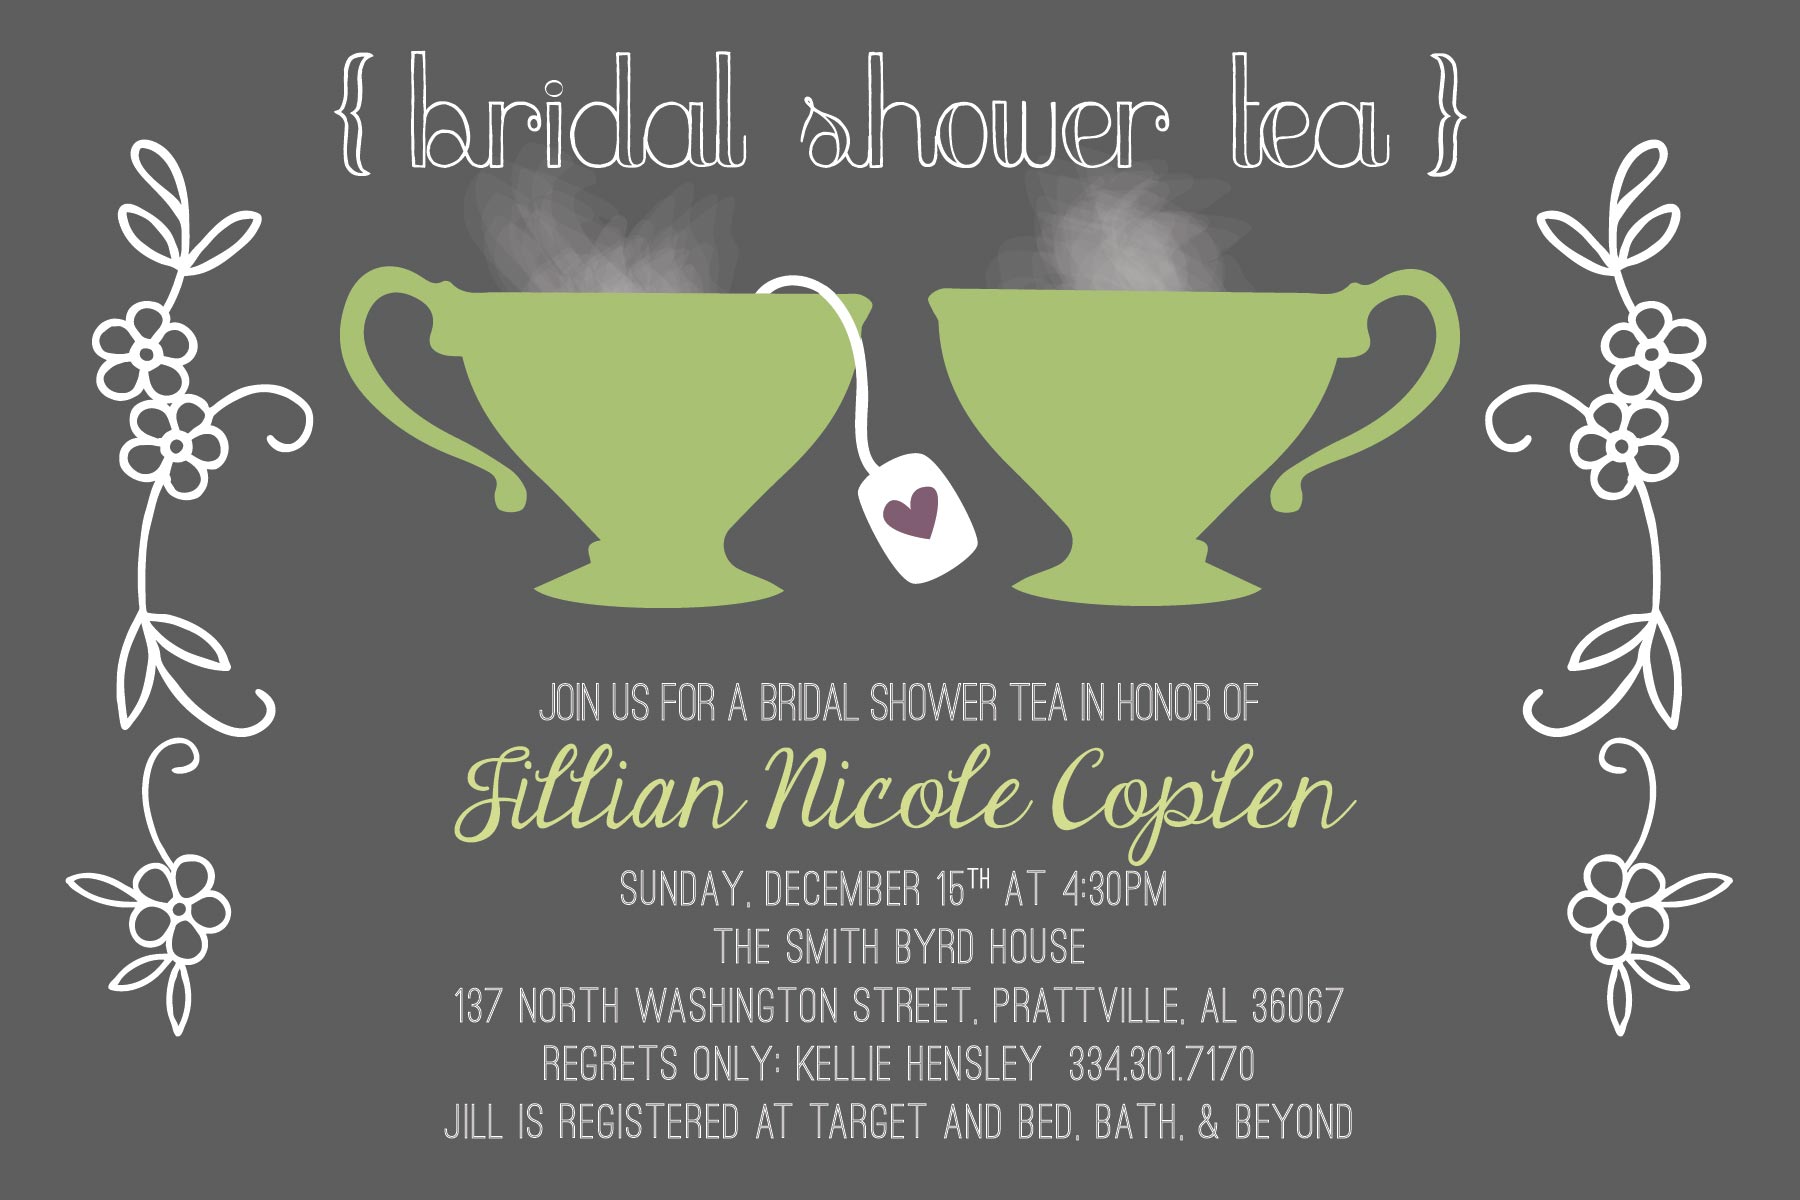 { bridal shower tea }
JOIN US FOR A BRIDAL SHOWER TEA IN HONOR OF
Jillian Nicole Coplen
SUNDAY, DECEMBER 15TH AT 4:30PM
THE SMITH BYRD HOUSE
137 NORTH WASHINGTON STREET, PRATTVILLE, AL 36067
REGRETS ONLY: KELLIE HENSLEY 334.301.7170
JILL IS REGISTERED AT TARGET AND BED, BATH, & BEYOND